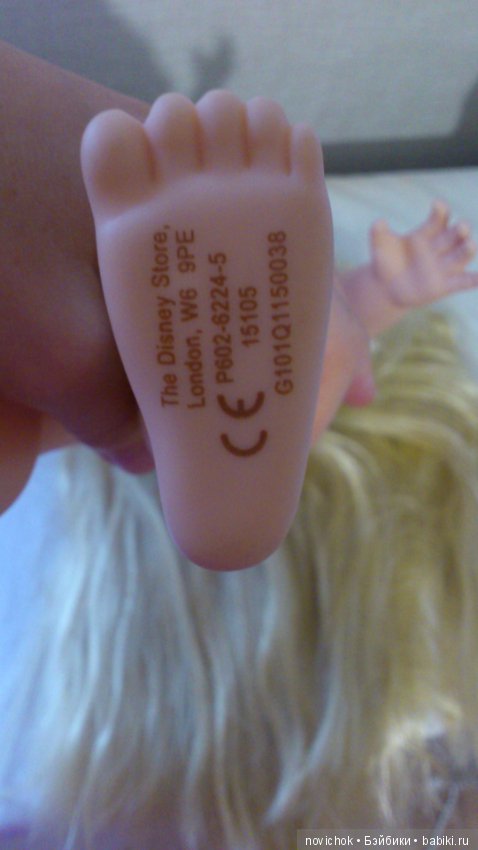 The Disney Store,
London, W6 9PE
P602-6224-5
15105
G101Q1150038
CE
novichok • Бэйбики • babiki.ru